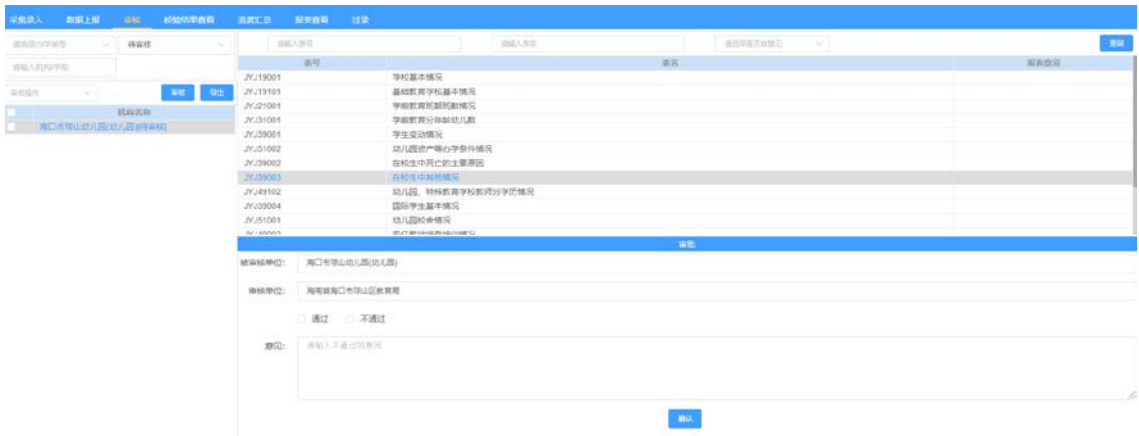 采集录入 数据上报 审核 校验结果查看 进度汇总 报表查看 过录
请选择办学类型 待审核 请输入表号 请输入表名 请选择是否有意见 查询
请输入机构/学校
审核操作 审核 导出
机构名称
海口市琼山幼儿园(幼儿园)[待审核]
表号 表名 报表意见
JYJ19001 学校基本情况
JYJ19101 基础教育学校基本情况
JYJ21001 学前教育班额班数情况
JYJ31001 学前教育分年龄幼儿数
JYJ39001 学生变动情况
JYJ51002 幼儿园资产等办学条件情况
JYJ39002 在校生中死亡的主要原因
JYJ39003 在校生中其他情况
JYJ49102 幼儿园、特殊教育学校教师分学历情况
JYJ39004 国际学生基本情况
JYJ51001 幼儿园校舍情况
审批
被审核单位: 海口市琼山幼儿园(幼儿园)
审核单位: 海南省海口市琼山区教育局
通过 不通过
意见: 请输入不通过的意见
确认